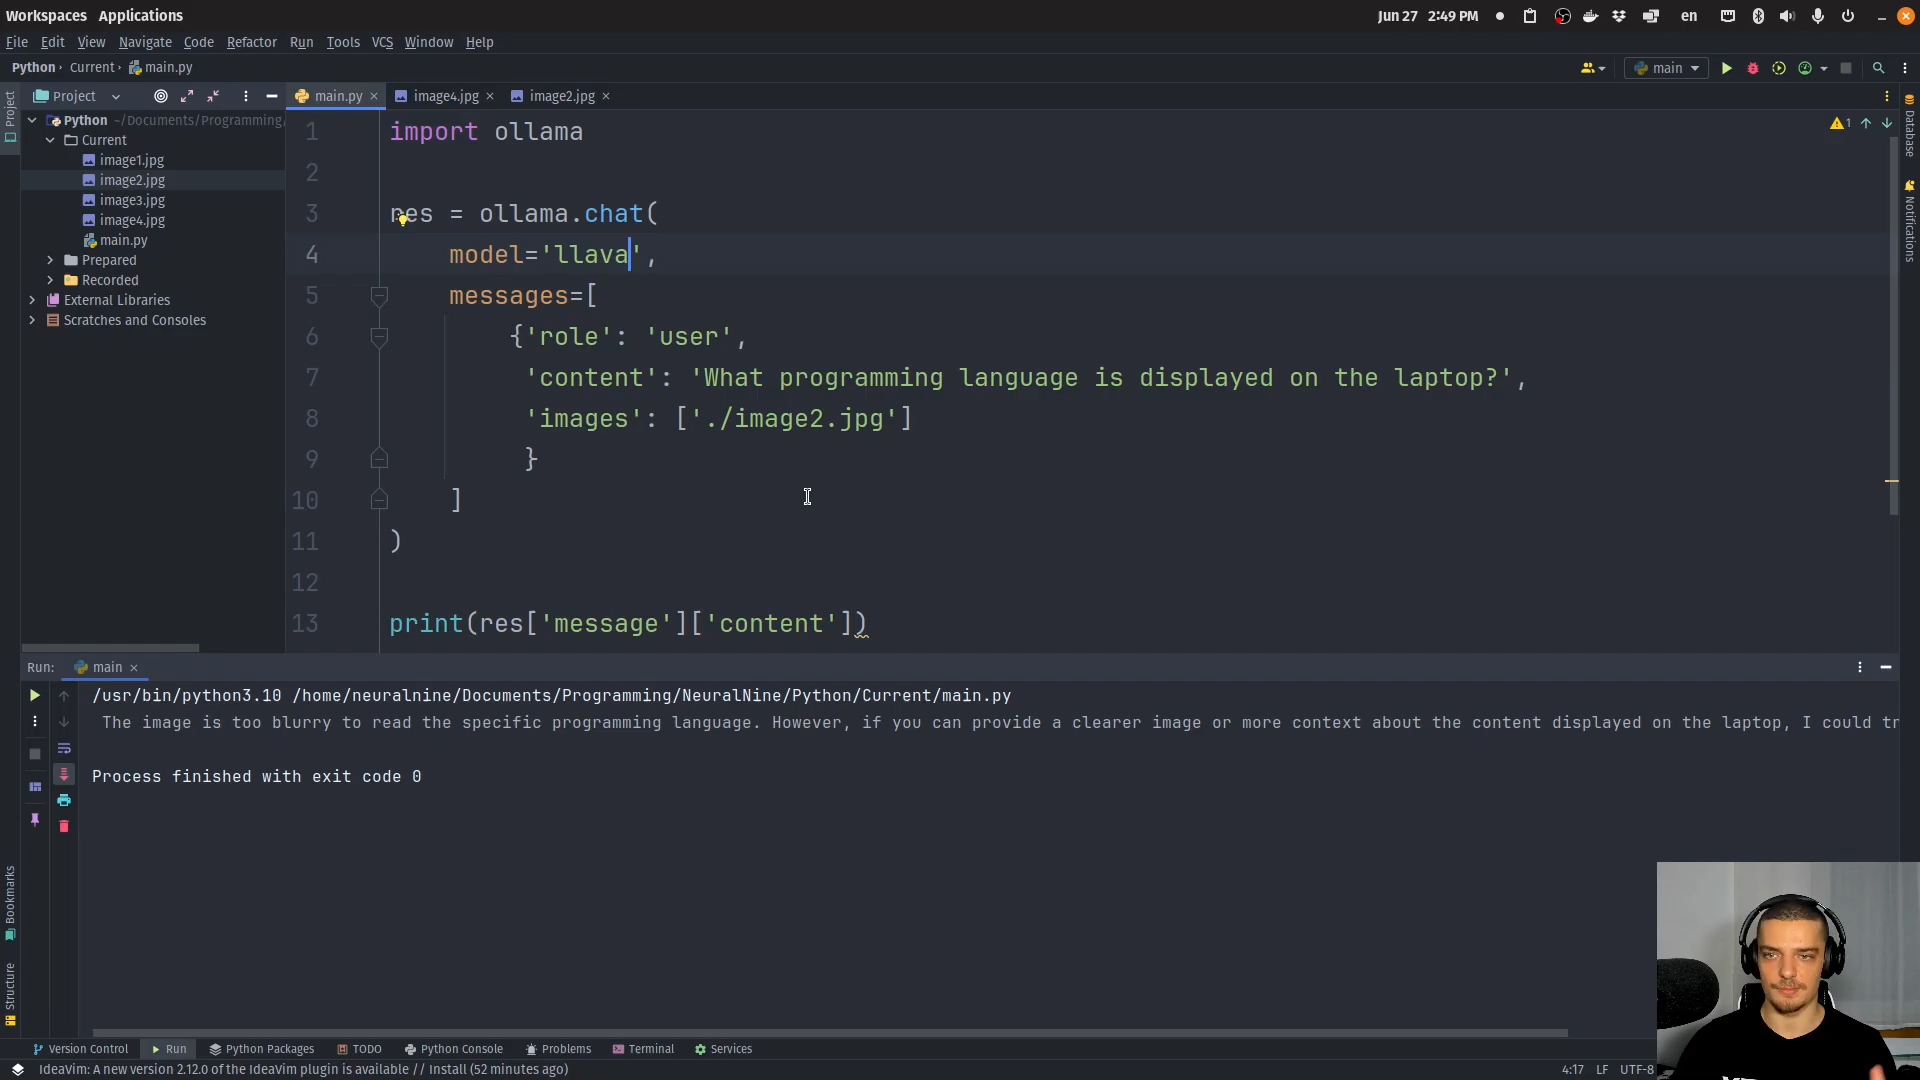 Workspaces Applications
Jun 27 2:49 PM
en
File Edit View Navigate Code Refactor Run Tools VCS Window Help
Python Current main.py
main
Project
main.py image4.jpg image2.jpg
Python ~/Documents/Programming/
Current
image1.jpg
image2.jpg
image3.jpg
image4.jpg
main.py
Prepared
Recorded
External Libraries
Scratches and Consoles
Project
Database
Notifications
1
1 import ollama
2
3 res = ollama.chat(
4 model='llava',
5 messages=[
6 {'role': 'user',
7 'content': 'What programming language is displayed on the laptop?',
8 'images': ['./image2.jpg']
9 }
10 ]
11 )
12
13 print(res['message']['content'])
Run: main
/usr/bin/python3.10 /home/neuralnine/Documents/Programming/NeuralNine/Python/Current/main.py
The image is too blurry to read the specific programming language. However, if you can provide a clearer image or more context about the content displayed on the laptop, I could tr
Process finished with exit code 0
Bookmarks
Structure
Version Control Run Python Packages TODO Python Console Problems Terminal Services
IdeaVim: A new version 2.12.0 of the IdeaVim plugin is available // Install (52 minutes ago)
4:17 LF UTF-8